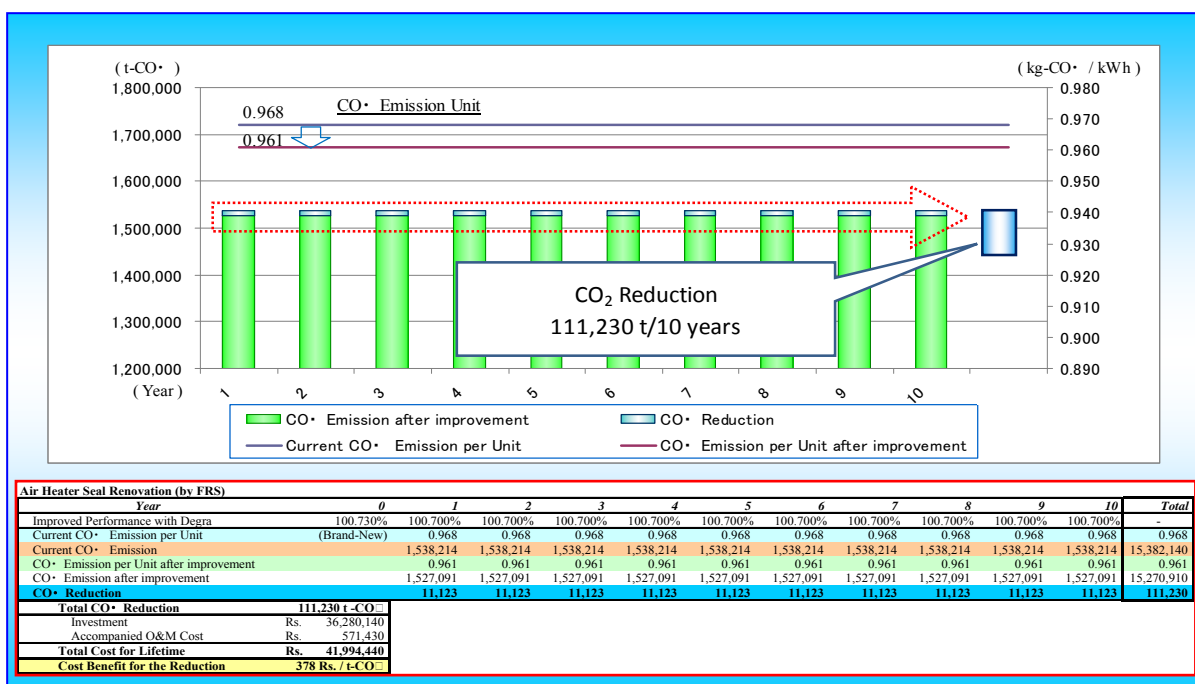 ( t-CO・ )
( kg-CO・ / kWh )
CO・ Emission Unit
1,800,000
1,700,000
1,600,000
1,500,000
1,400,000
1,300,000
1,200,000
0.968
0.961
0.980
0.970
0.960
0.950
0.940
0.930
0.920
0.910
0.900
0.890
CO2 Reduction
111,230 t/10 years
( Year ) 1 2 3 4 5 6 7 8 9 10
CO・ Emission after improvement
CO・ Reduction
Current CO・ Emission per Unit
CO・ Emission per Unit after improvement
Air Heater Seal Renovation (by FRS)
Year 0 1 2 3 4 5 6 7 8 9 10 Total
Improved Performance with Degra 100.730% 100.700% 100.700% 100.700% 100.700% 100.700% 100.700% 100.700% 100.700% 100.700% 100.700% -
Current CO・ Emission per Unit (Brand-New) 0.968 0.968 0.968 0.968 0.968 0.968 0.968 0.968 0.968 0.968 0.968
Current CO・ Emission 1,538,214 1,538,214 1,538,214 1,538,214 1,538,214 1,538,214 1,538,214 1,538,214 1,538,214 1,538,214 15,382,140
CO・ Emission per Unit after improvement 0.961 0.961 0.961 0.961 0.961 0.961 0.961 0.961 0.961 0.961 0.961
CO・ Emission after improvement 1,527,091 1,527,091 1,527,091 1,527,091 1,527,091 1,527,091 1,527,091 1,527,091 1,527,091 1,527,091 15,270,910
CO・ Reduction 11,123 11,123 11,123 11,123 11,123 11,123 11,123 11,123 11,123 11,123 111,230
Total CO・ Reduction 111,230 t -CO□
Investment Rs. 36,280,140
Accompanied O&M Cost Rs. 571,430
Total Cost for Lifetime Rs. 41,994,440
Cost Benefit for the Reduction 378 Rs. / t-CO□